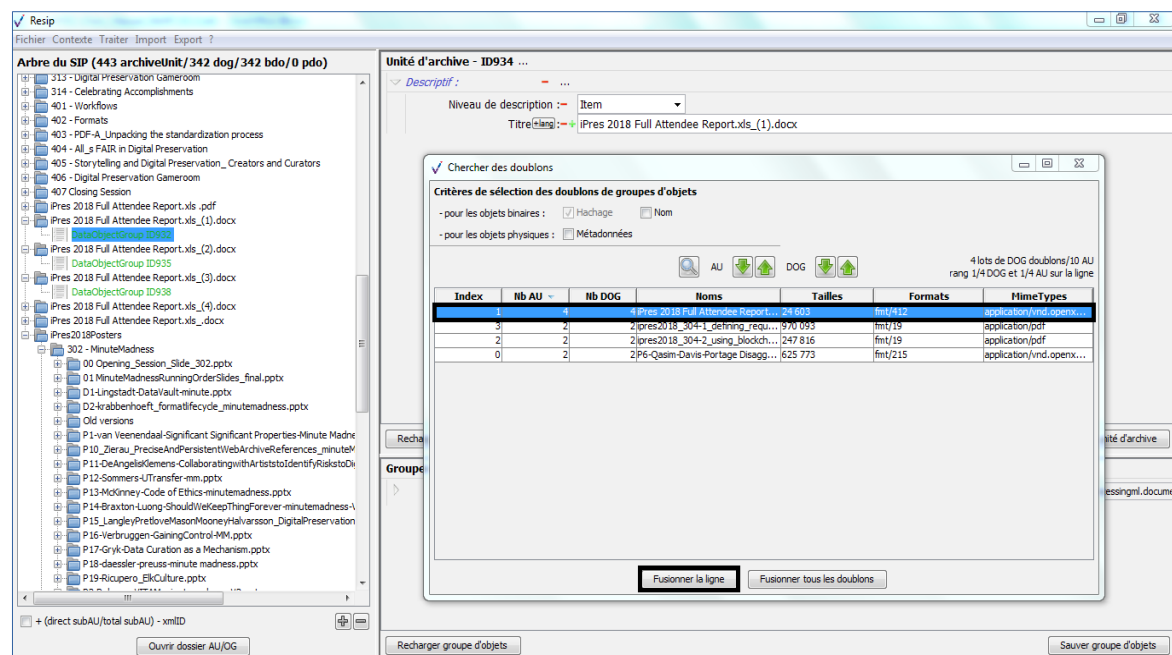 Resip
Fichier Contexte Traiter Import Export ?
Arbre du SIP (443 archiveUnit/342 dog/342 bdo/0 pdo)
313 - Digital Preservation Gameroom
314 - Celebrating Accomplishments
401 - Workflows
402 - Formats
403 - PDF-A_Unpacking the standardization process
404 - All_s FAIR in Digital Preservation
405 - Storytelling and Digital Preservation_ Creators and Curators
406 - Digital Preservation Gameroom
407 Closing Session
iPres 2018 Full Attendee Report.xls .pdf
iPres 2018 Full Attendee Report.xls_(1).docx
DataObjectGroup ID932
iPres 2018 Full Attendee Report.xls_(2).docx
DataObjectGroup ID935
iPres 2018 Full Attendee Report.xls_(3).docx
DataObjectGroup ID938
iPres 2018 Full Attendee Report.xls_(4).docx
iPres 2018 Full Attendee Report.xls_.docx
iPres2018Posters
302 - MinuteMadness
00 Opening_Session_Slide_302.pptx
01 MinuteMadnessRunningOrderSlides_final.pptx
D1-Lingstadt-DataVault-minute.pptx
D2-krabbenhoeft_formatlifecycle_minutemadness.pptx
Old versions
P1-van Veenendaal-Significant Significant Properties-Minute Madne
P10_Zierau_PreciseAndPersistentWebArchiveReferences_minuteM
P11-DeAngelisKlemens-CollaboratingwithArtiststoIdentifyRiskstoDi
P12-Sommers-UTransfer-mm.pptx
P13-McKinney-Code of Ethics-minutemadness.pptx
P14-Braxton-Luong-ShouldWeKeepThingForever-minutemadness-V
P15_LangleyPretloveMasonMooneyHalvarsson_DigitalPreservation
P16-Verbruggen-GainingControl-MM.pptx
P17-Gryk-Data Curation as a Mechanism.pptx
P18-daessler-preuss-minute madness.pptx
P19-Ricupero_ElkCulture.pptx
+ (direct subAU/total subAU) - xmlID
Ouvrir dossier AU/OG
Unité d'archive - ID934 ...
Descriptif : - ...
Niveau de description :- Item
Titre +lang :-+ iPres 2018 Full Attendee Report.xls_(1).docx
Chercher des doublons
Critères de sélection des doublons de groupes d'objets
- pour les objets binaires : Hachage Nom
- pour les objets physiques : Métadonnées
AU DOG
4 lots de DOG doublons/10 AU
rang 1/4 DOG et 1/4 AU sur la ligne
Index Nb AU Nb DOG Noms Tailles Formats MimeTypes
1 4 4 iPres 2018 Full Attendee Report... 24 603 fmt/412 application/vnd.openx...
3 2 2 ipres2018_304-1_defining_requ... 970 093 fmt/19 application/pdf
2 2 2 ipres2018_304-2_using_blockch... 247 816 fmt/19 application/pdf
0 2 2 P6-Qasim-Davis-Portage Disagg... 625 773 fmt/215 application/vnd.openx...
Fusionner la ligne Fusionner tous les doublons
Recha
nité d'archive
Groupe
essingml.docume
Recharger groupe d'objets
Sauver groupe d'objets